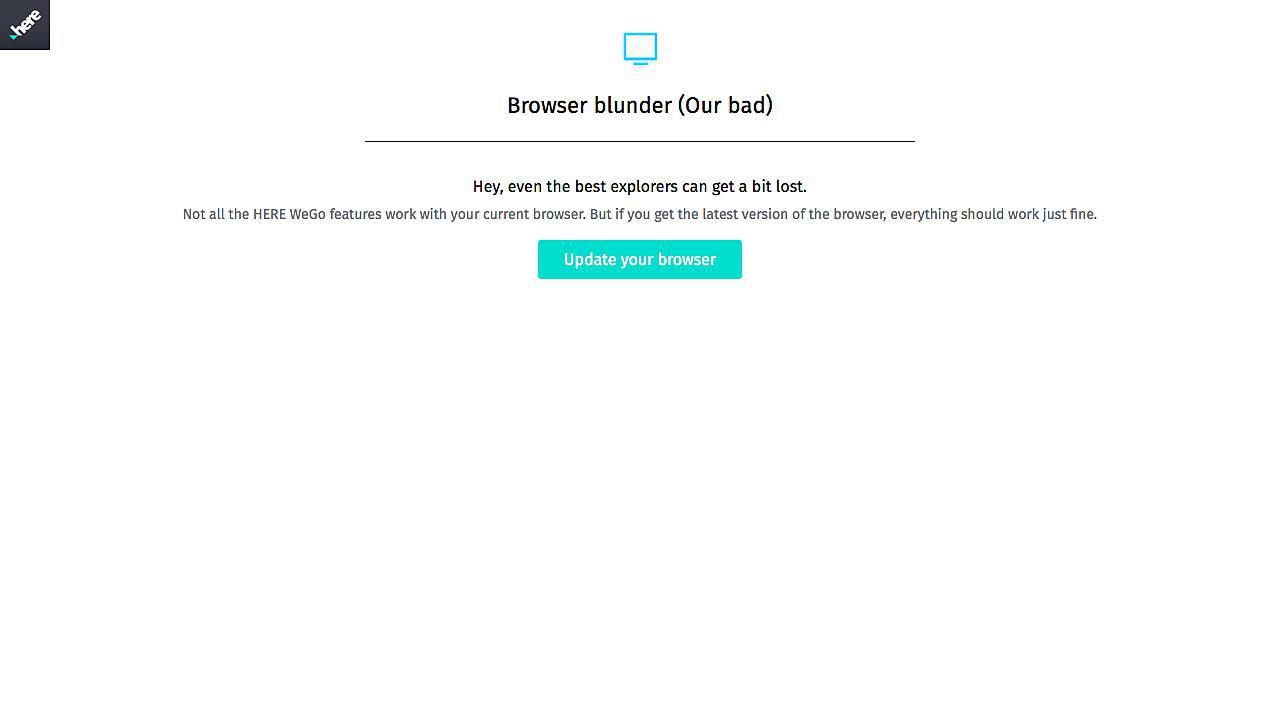 here
Browser blunder (Our bad)
Hey, even the best explorers can get a bit lost.
Not all the HERE WeGo features work with your current browser. But if you get the latest version of the browser, everything should work just fine.
Update your browser